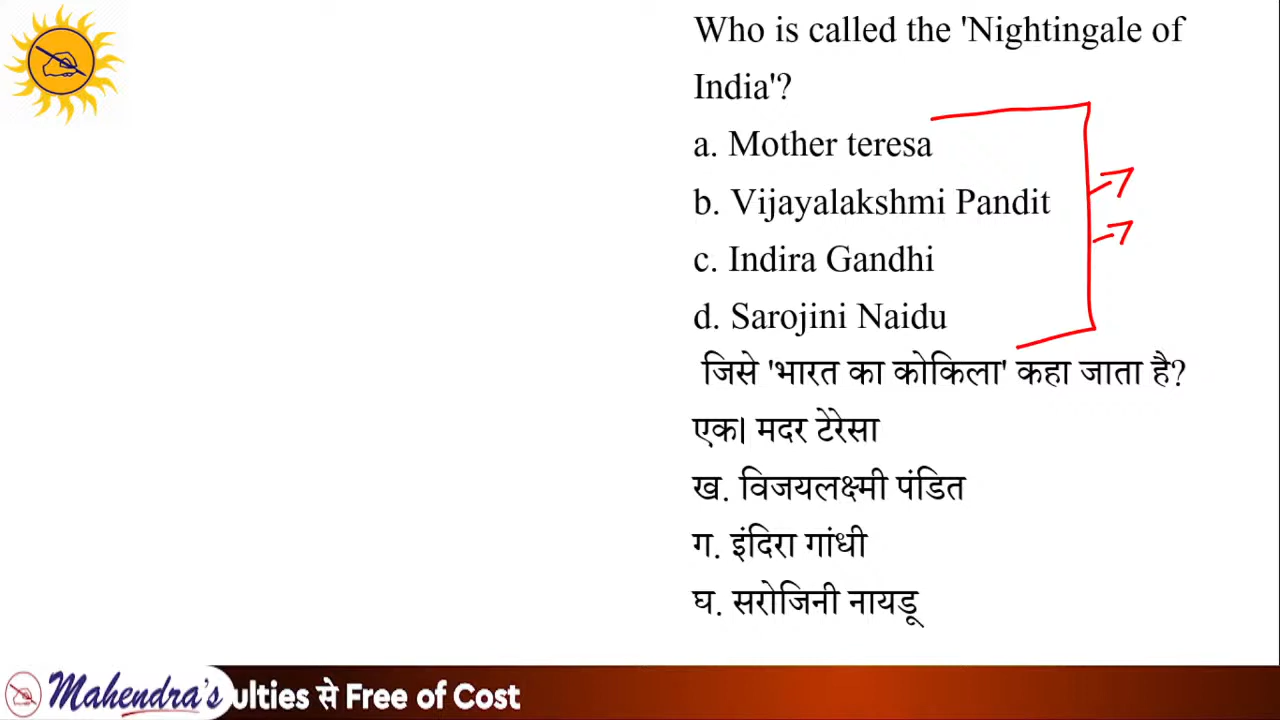 Who is called the 'Nightingale of
India'?
a. Mother teresa
b. Vijayalakshmi Pandit
c. Indira Gandhi
d. Sarojini Naidu
जिसे 'भारत का कोकिला' कहा जाता है?
एक। मदर टेरेसा
ख. विजयलक्ष्मी पंडित
ग. इंदिरा गांधी
घ. सरोजिनी नायडू
Mahendra's ulties से Free of Cost